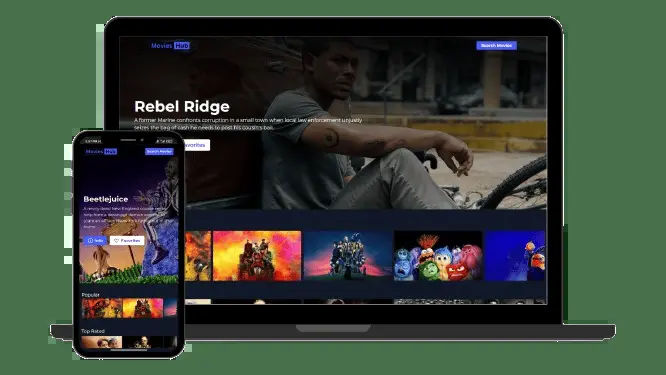 Movies Hub
Search Movies
Rebel Ridge
A former Marine confronts corruption in a small town when local law enforcement unjustly
seizes the bag of cash he needs to post his cousin's bail.
Favorites
Movies Hub
Search Movies
Beetlejuice
Info
Favorites
Popular
Top Rated